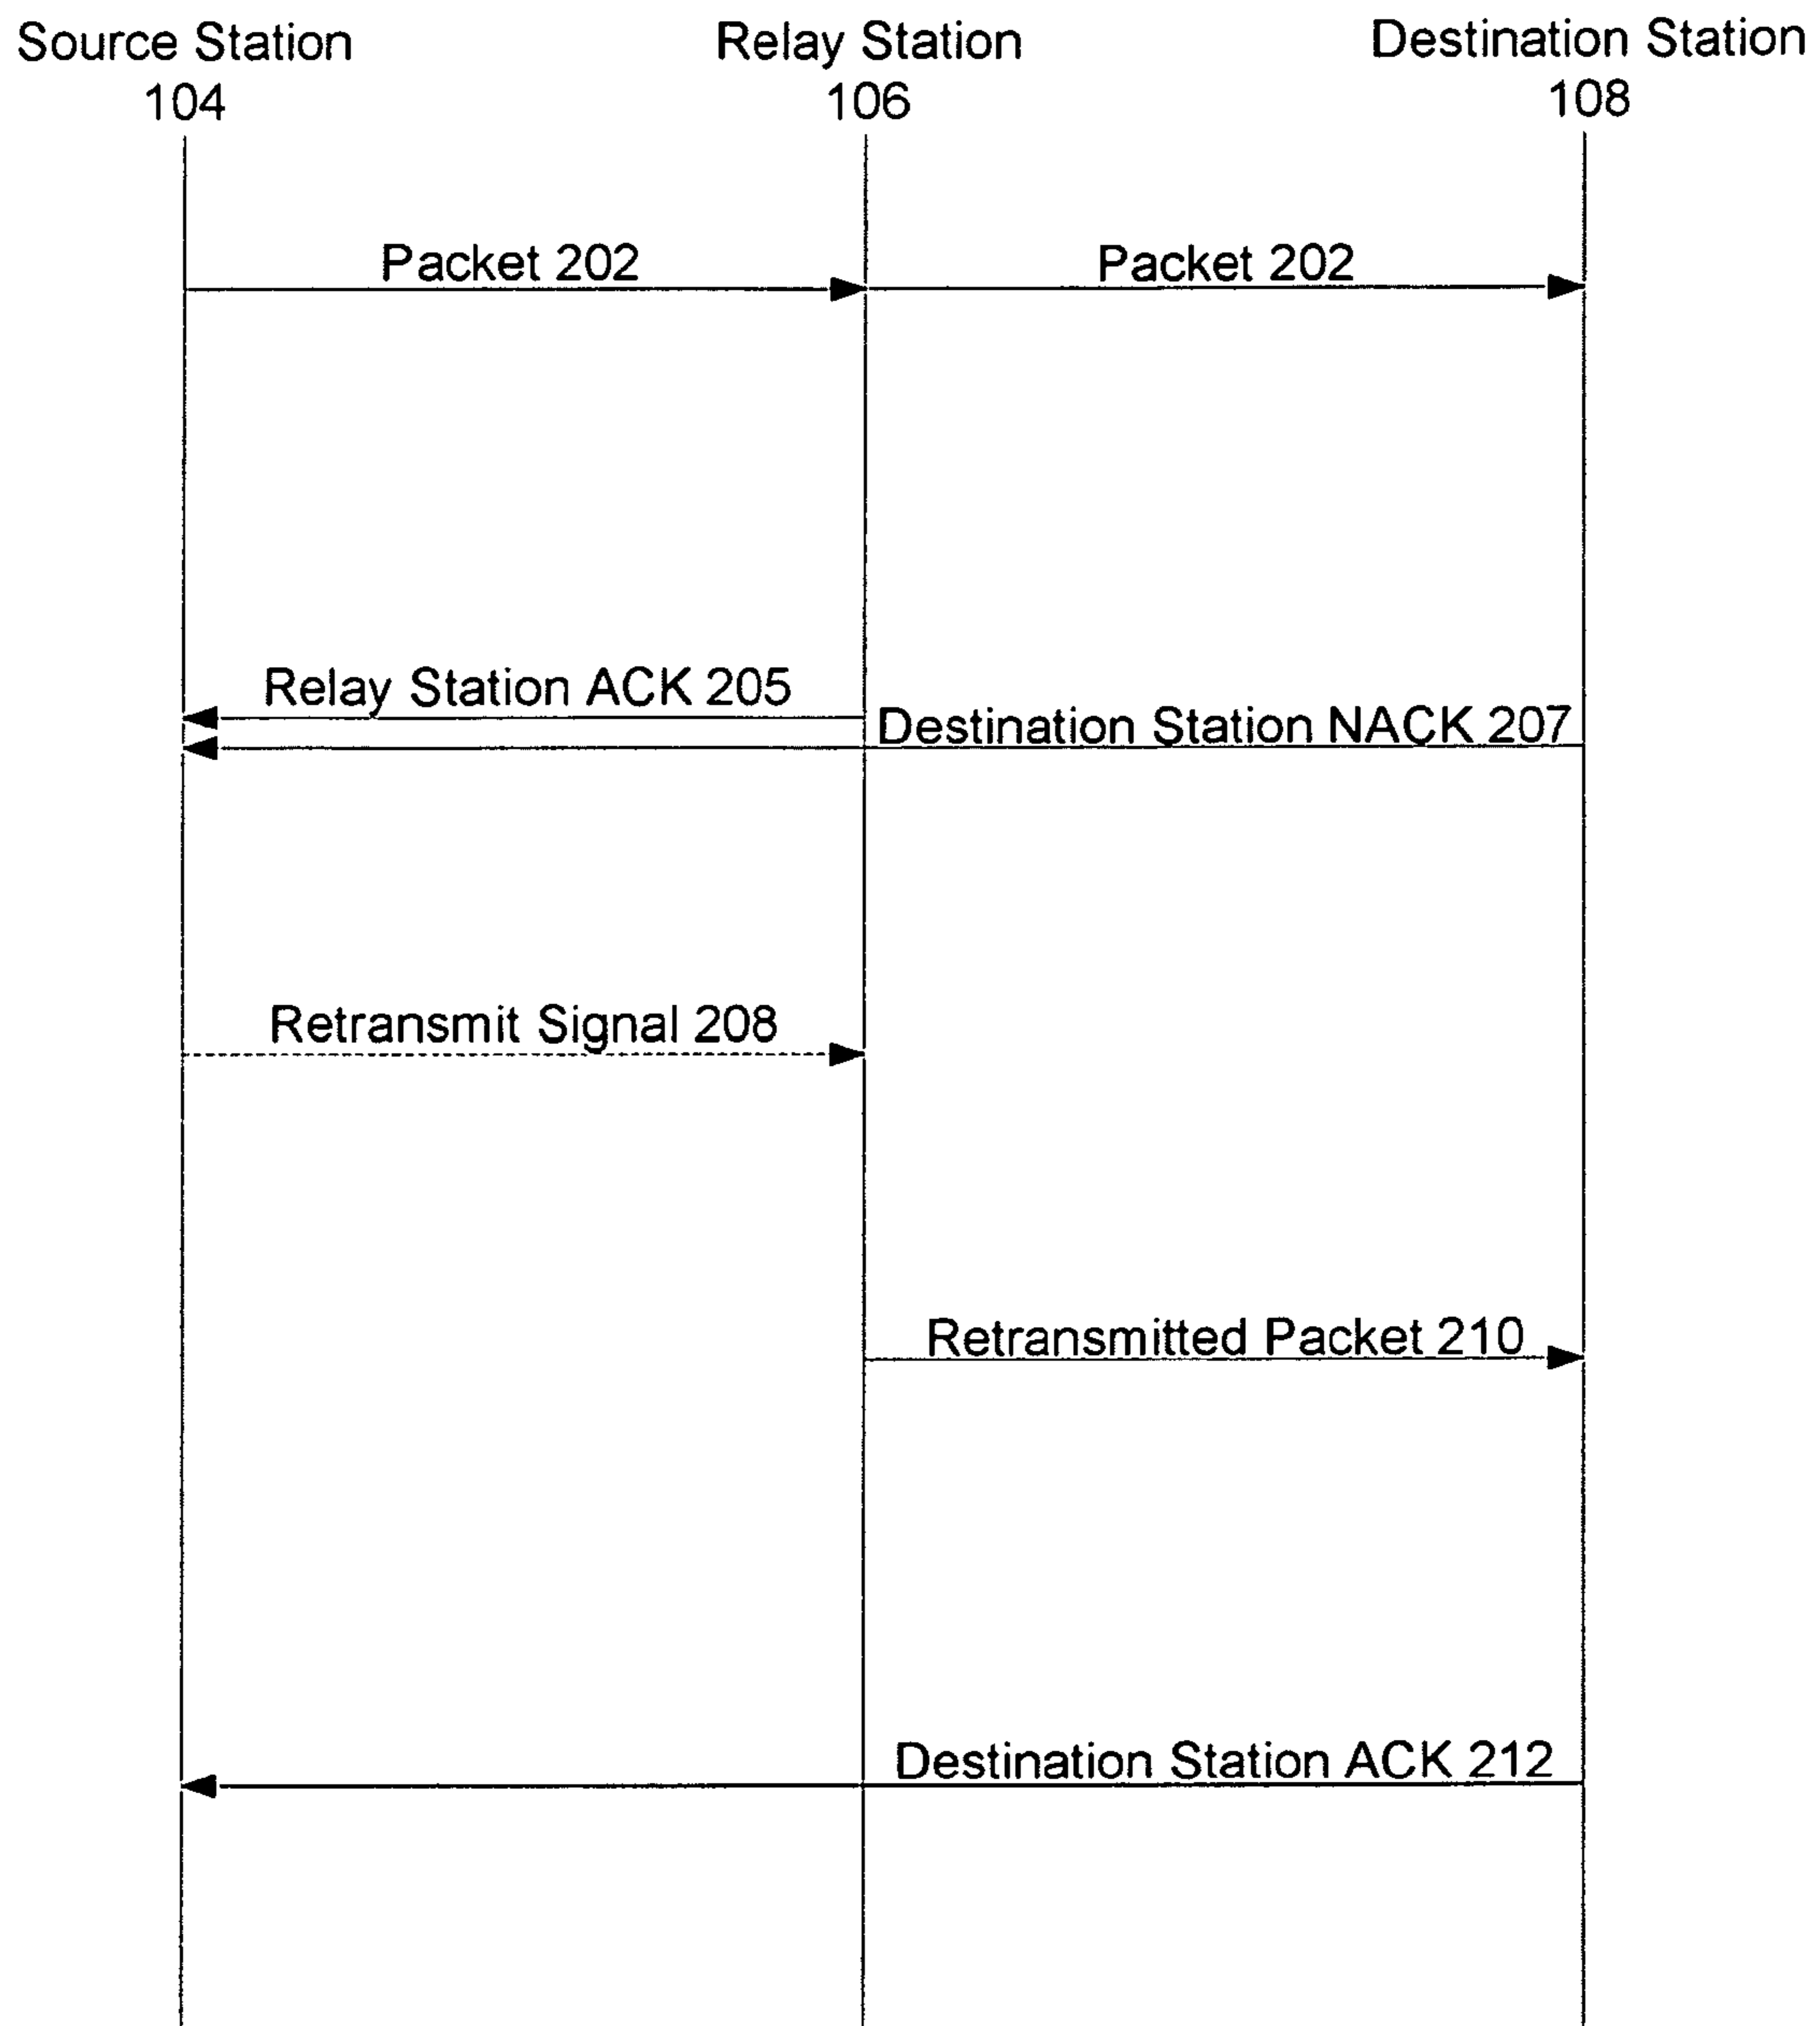 Source Station
104
Relay Station
106
Destination Station
108
Packet 202
Packet 202
Relay Station ACK 205
Destination Station NACK 207
Retransmit Signal 208
Retransmitted Packet 210
Destination Station ACK 212